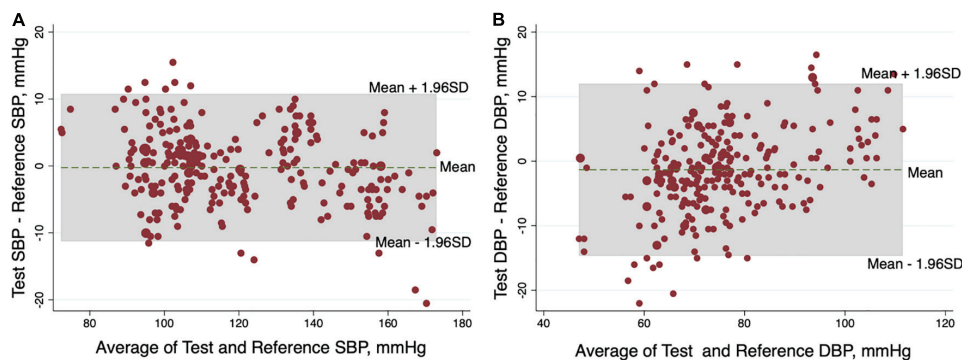 A
Test SBP - Reference SBP, mmHg
20
10
0
-10
-20
Mean + 1.96SD
Mean
Mean - 1.96SD
80 100 120 140 160 180
Average of Test and Reference SBP, mmHg
B
Test DBP - Reference DBP, mmHg
20
0
-20
Mean + 1.96SD
Mean
Mean - 1.96SD
40 60 80 100 120
Average of Test and Reference DBP, mmHg